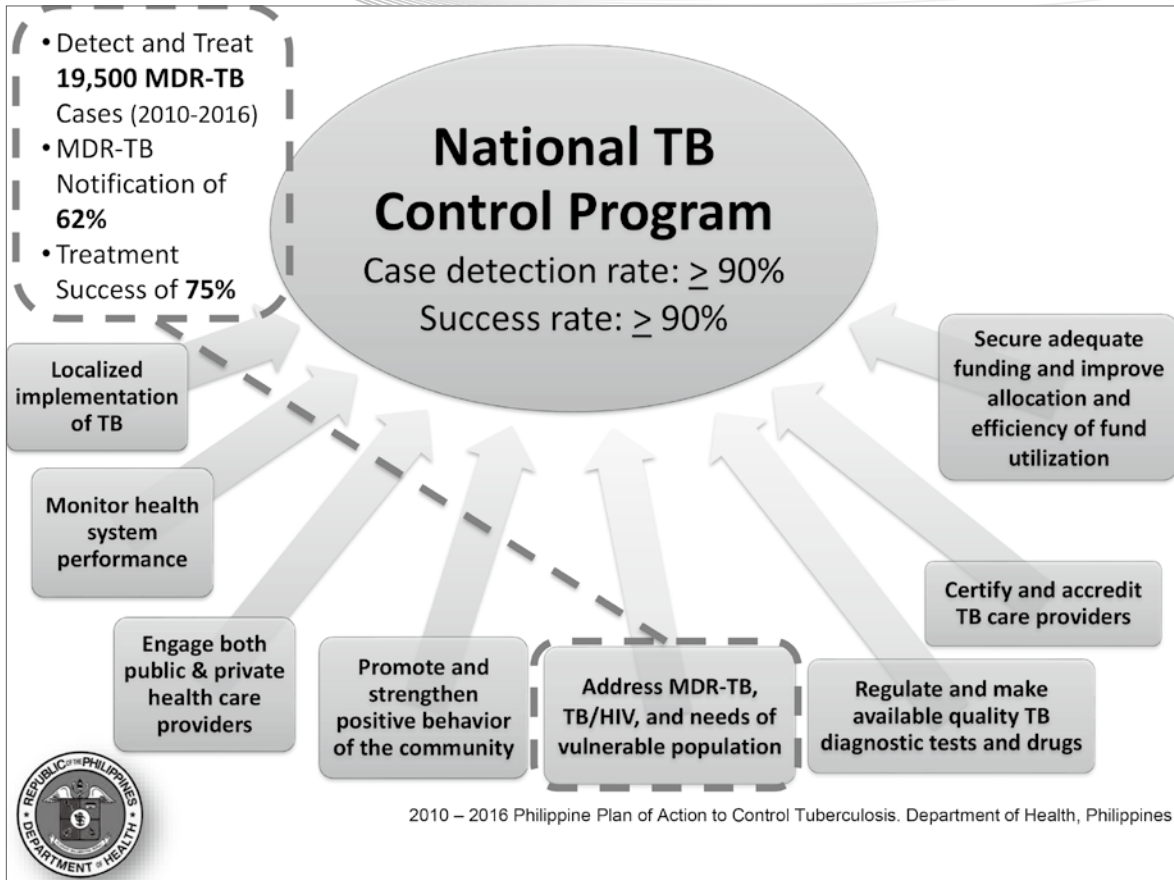 • Detect and Treat
19,500 MDR-TB
Cases (2010-2016)
• MDR-TB
Notification of
62%
• Treatment
Success of 75%
National TB
Control Program
Case detection rate: ≥ 90%
Success rate: ≥ 90%
Localized
implementation
of TB
Monitor health
system
performance
Engage both
public & private
health care
providers
Promote and
strengthen
positive behavior
of the community
Address MDR-TB,
TB/HIV, and needs of
vulnerable population
Regulate and make
available quality TB
diagnostic tests and drugs
Certify and accredit
TB care providers
Secure adequate
funding and improve
allocation and
efficiency of fund
utilization
REPUBLIC OF THE PHILIPPINES
DEPARTMENT OF HEALTH
2010 – 2016 Philippine Plan of Action to Control Tuberculosis. Department of Health, Philippines